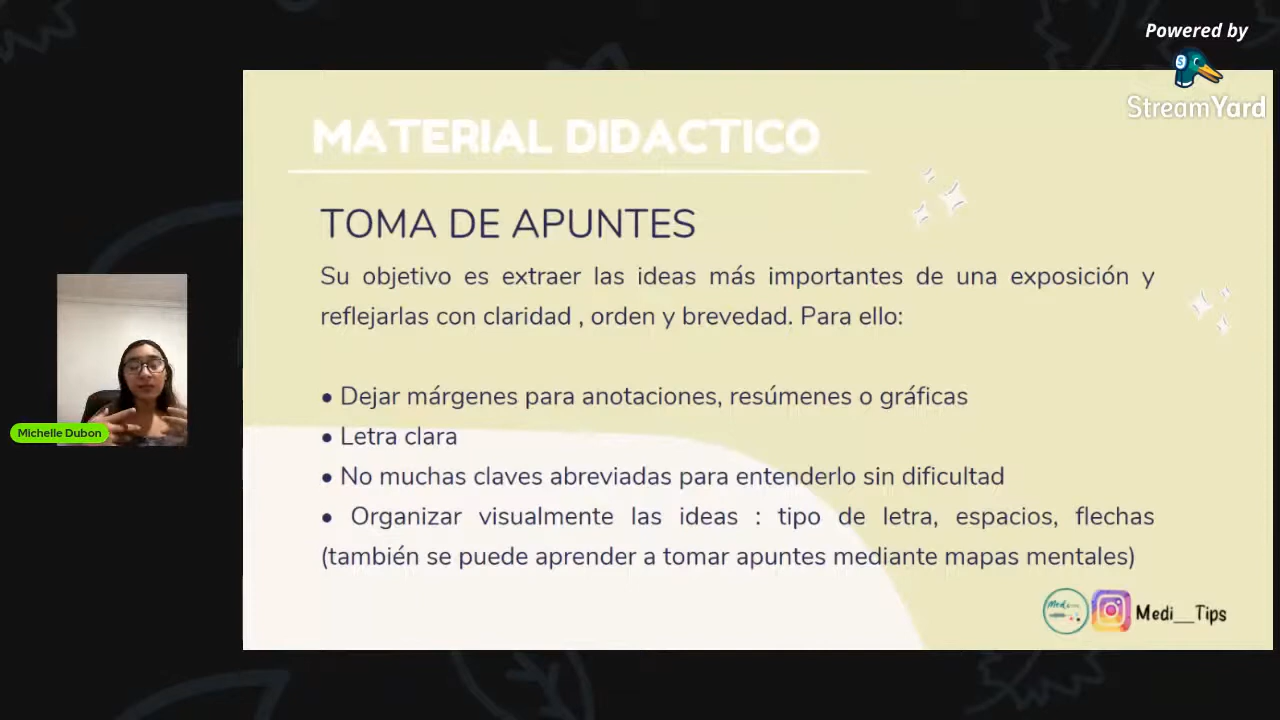 Powered by
StreamYard
MATERIAL DIDACTICO
TOMA DE APUNTES
Su objetivo es extraer las ideas más importantes de una exposición y
reflejarlas con claridad , orden y brevedad. Para ello:
• Dejar márgenes para anotaciones, resúmenes o gráficas
• Letra clara
• No muchas claves abreviadas para entenderlo sin dificultad
• Organizar visualmente las ideas : tipo de letra, espacios, flechas
(también se puede aprender a tomar apuntes mediante mapas mentales)
Michelle Dubon
Medi__Tips